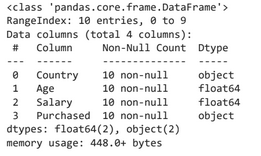 <class 'pandas.core.frame.DataFrame'>
RangeIndex: 10 entries, 0 to 9
Data columns (total 4 columns):
 #   Column     Non-Null Count  Dtype
---  ------     --------------  -----
 0   Country    10 non-null     object
 1   Age        10 non-null     float64
 2   Salary     10 non-null     float64
 3   Purchased  10 non-null     object
dtypes: float64(2), object(2)
memory usage: 448.0+ bytes